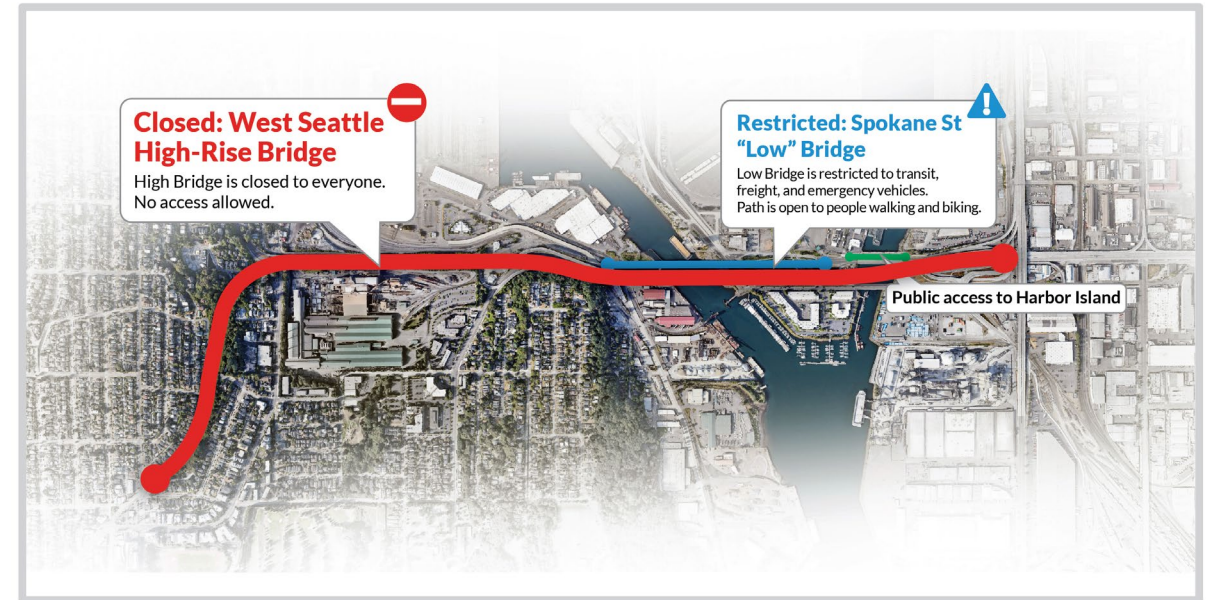 Closed: West Seattle
High-Rise Bridge
High Bridge is closed to everyone.
No access allowed.
Restricted: Spokane St
“Low” Bridge
Low Bridge is restricted to transit,
freight, and emergency vehicles.
Path is open to people walking and biking.
Public access to Harbor Island